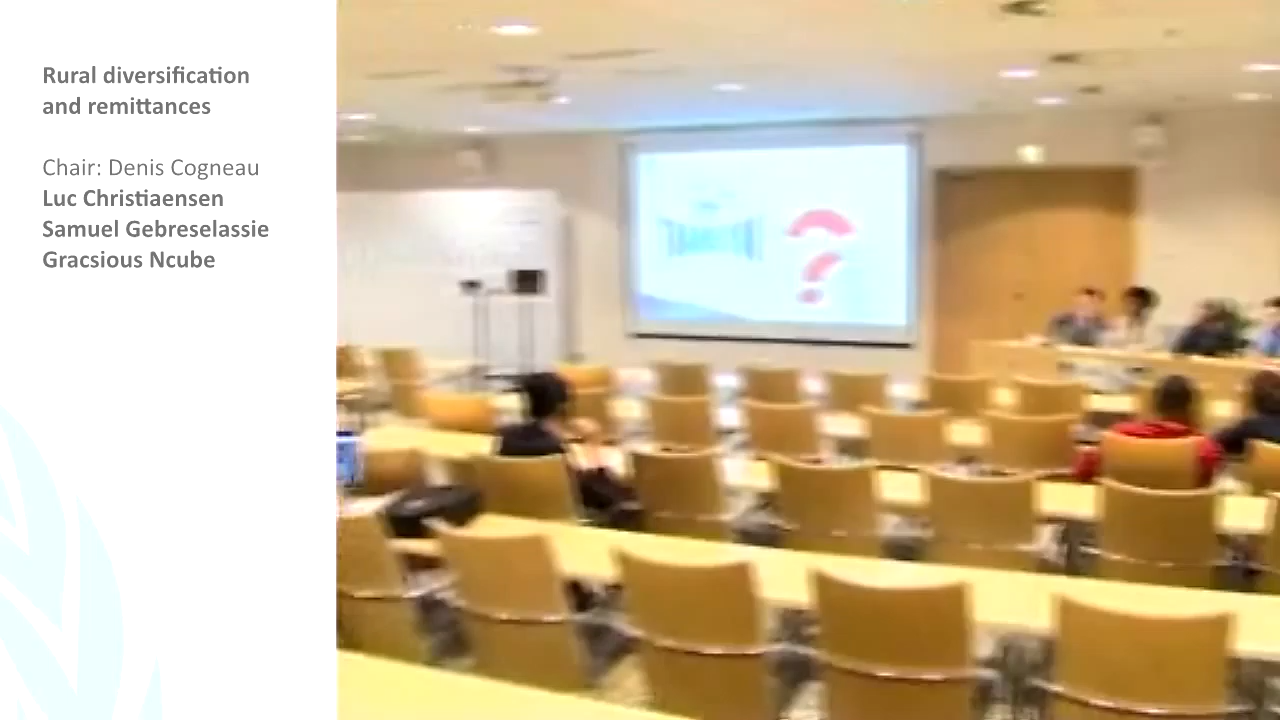 Rural diversification
and remittances
Chair: Denis Cogneau
Luc Christiaensen
Samuel Gebreselassie
Gracsious Ncube
?